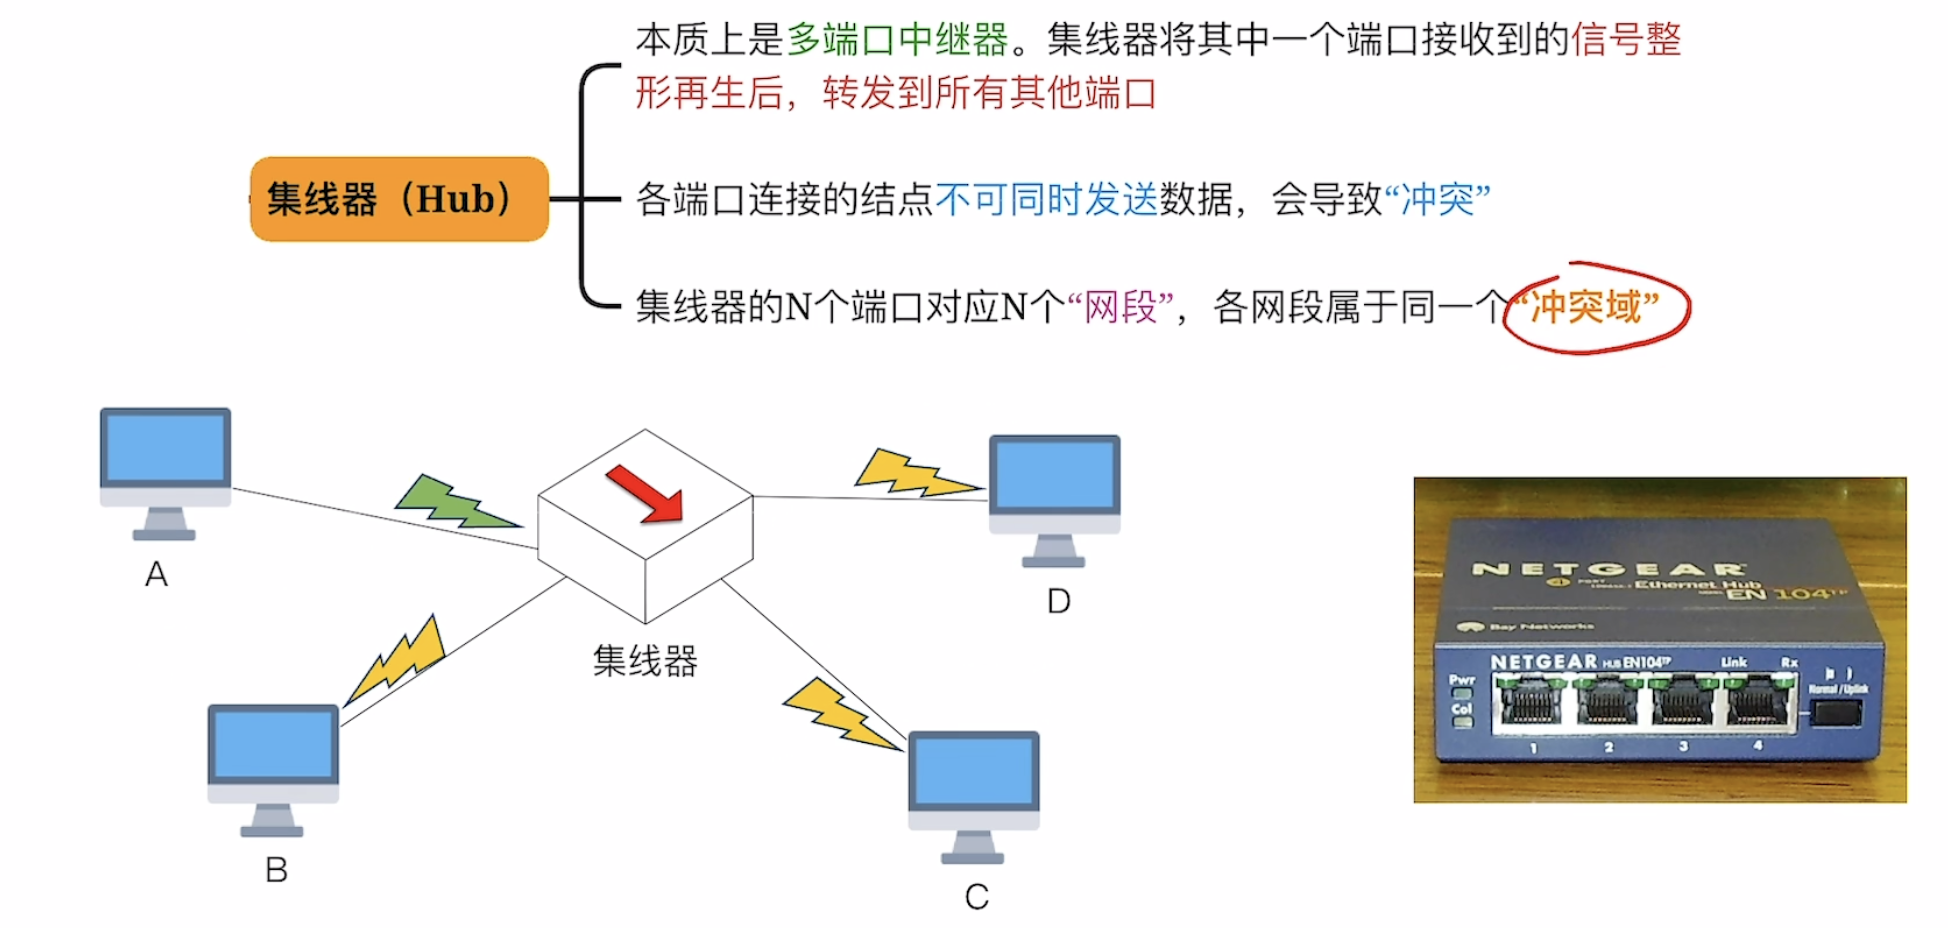 本质上是多端口中继器。集线器将其中一个端口接收到的信号整
形再生后，转发到所有其他端口
集线器（Hub）
各端口连接的结点不可同时发送数据，会导致“冲突”
集线器的N个端口对应N个“网段”，各网段属于同一个“冲突域”
A
B
集线器
D
C
NETGEAR
4 PORT
Ethernet Hub
EN 104TP
Bay Networks
NETGEAR HUB EN104TP Link Rx
Pwr
Col
Normal/Uplink
1 2 3 4